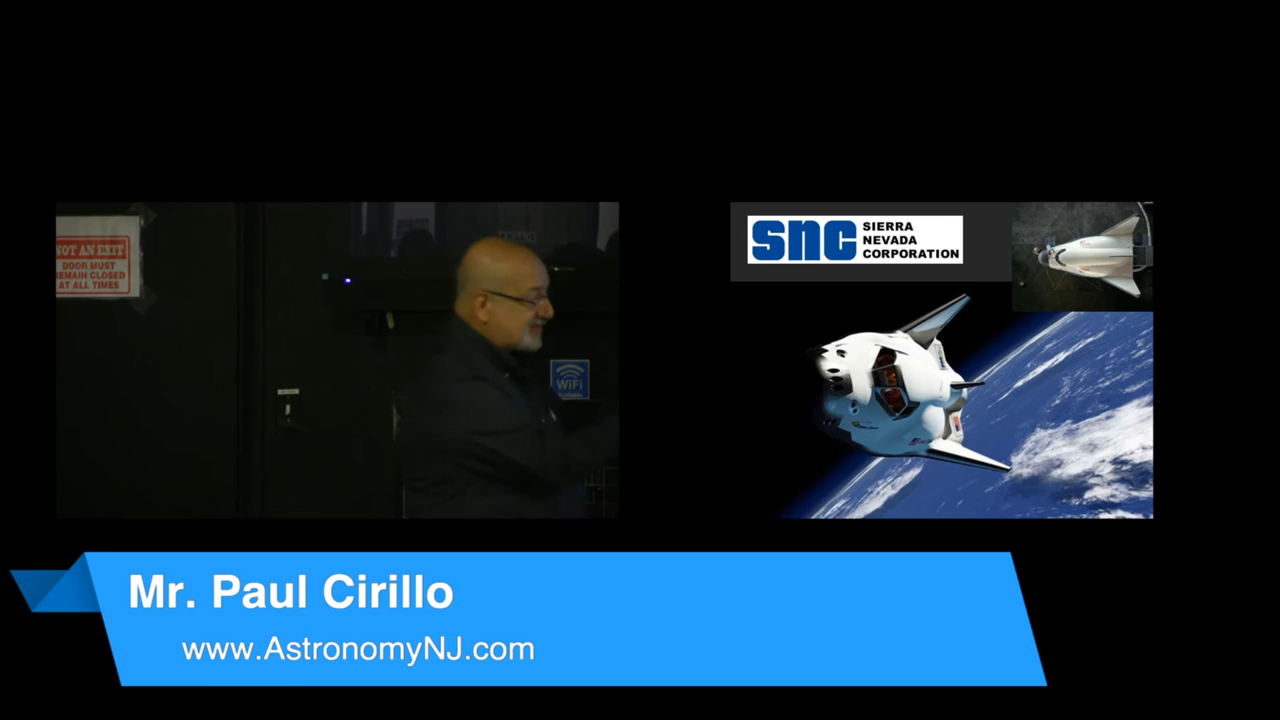 NOT AN EXIT
DOOR MUST
REMAIN CLOSED
AT ALL TIMES
WiFi
snc SIERRA
NEVADA
CORPORATION
Mr. Paul Cirillo
www.AstronomyNJ.com